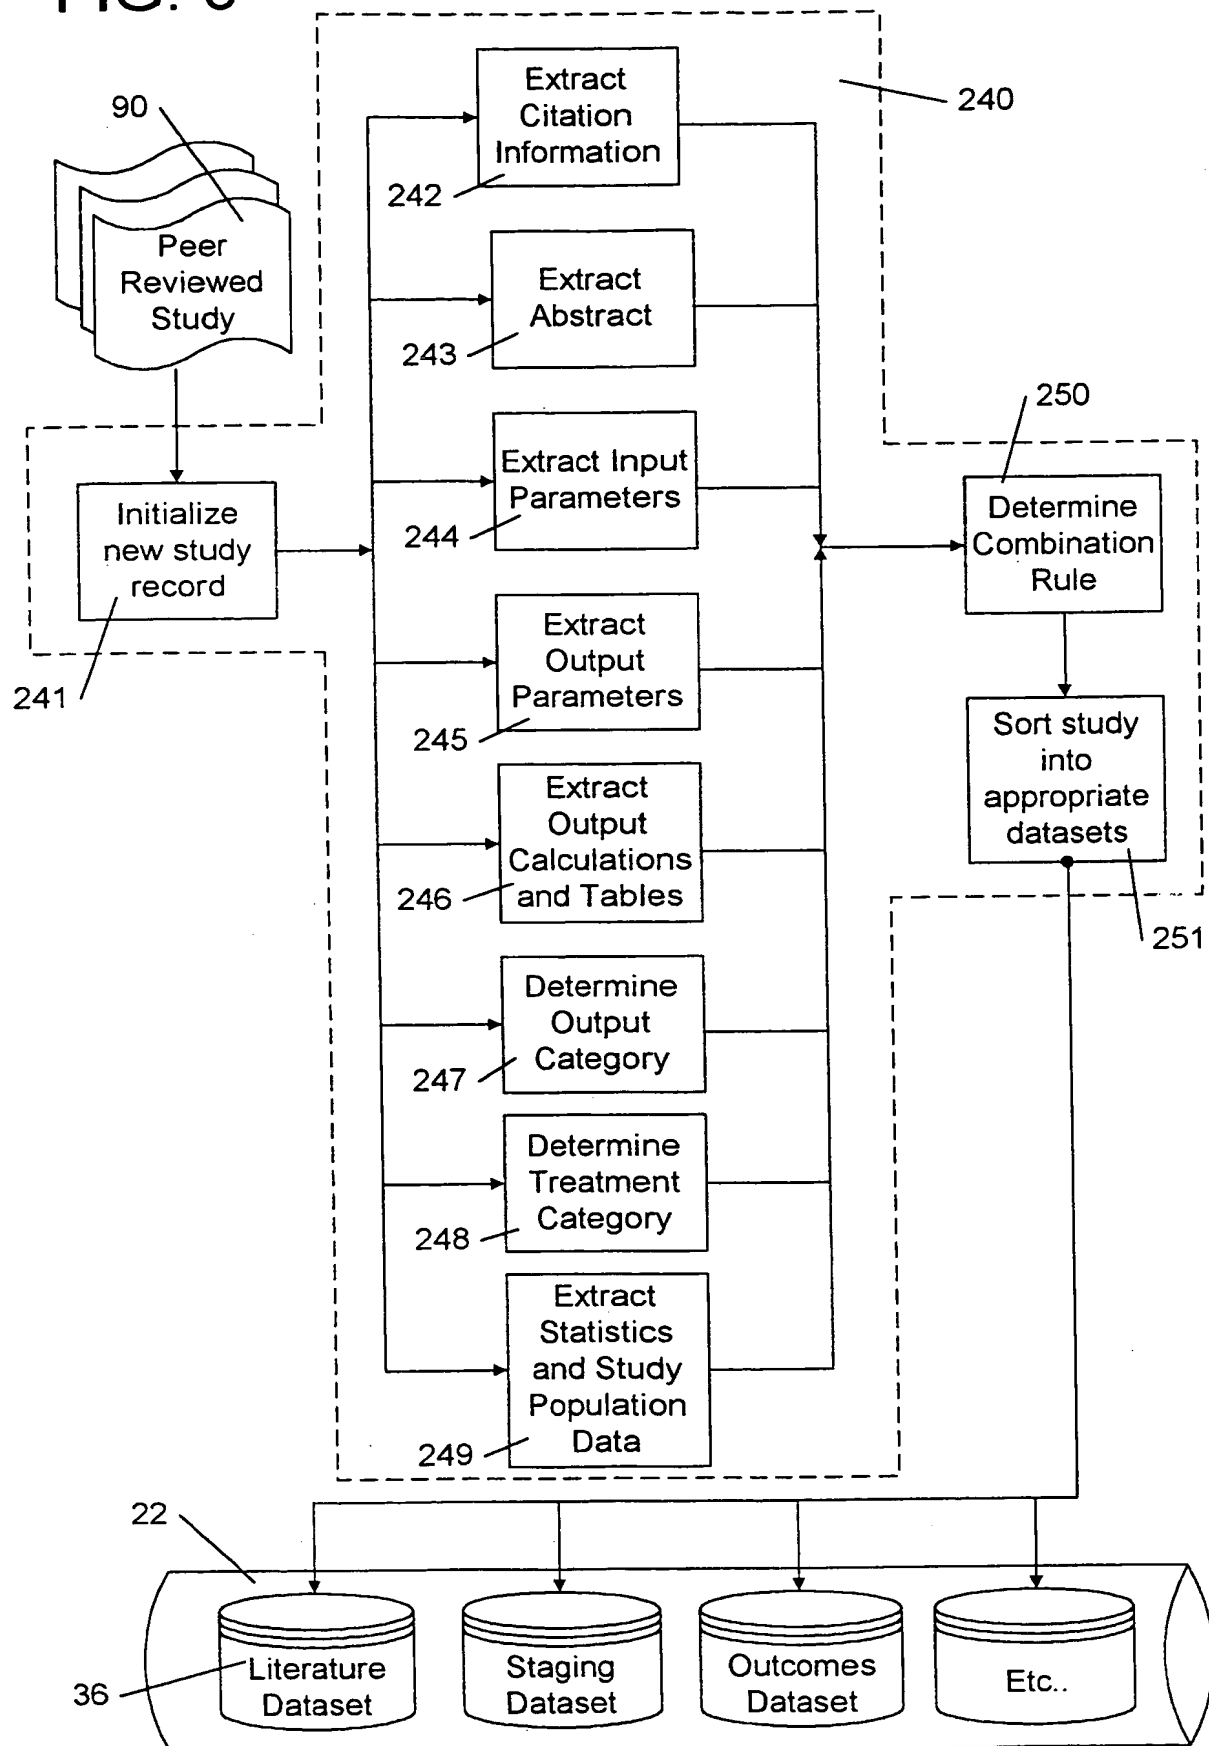 90
Peer
Reviewed
Study
Initialize
new study
record
241
Extract
Citation
Information
242
240
Extract
Abstract
243
Extract Input
Parameters
244
Extract
Output
Parameters
245
Extract
Output
Calculations
and Tables
246
Determine
Output
Category
247
Determine
Treatment
Category
248
Extract
Statistics
and Study
Population
Data
249
250
Determine
Combination
Rule
Sort study
into
appropriate
datasets
251
22
36
Literature
Dataset
Staging
Dataset
Outcomes
Dataset
Etc..